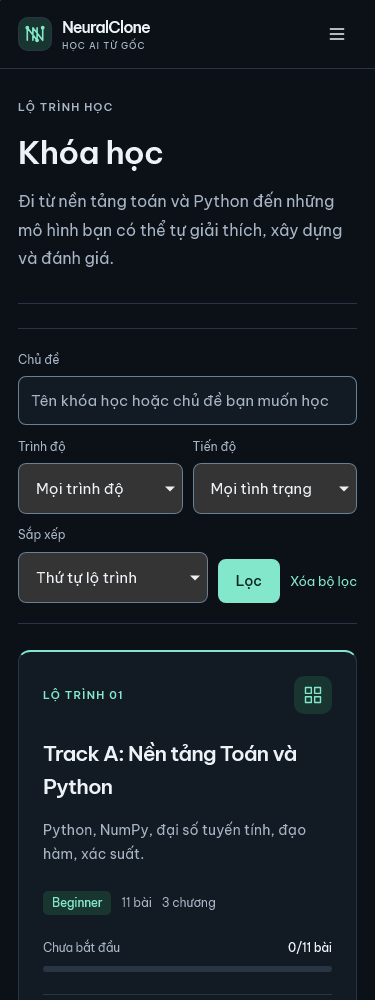 NeuralClone
HỌC AI TỪ GỐC
LỘ TRÌNH HỌC
Khóa học
Đi từ nền tảng toán và Python đến những
mô hình bạn có thể tự giải thích, xây dựng
và đánh giá.
Chủ đề
Tên khóa học hoặc chủ đề bạn muốn học
Trình độ
Tiến độ
Mọi trình độ
Mọi tình trạng
Sắp xếp
Thứ tự lộ trình
Lọc
Xóa bộ lọc
LỘ TRÌNH 01
Track A: Nền tảng Toán và
Python
Python, NumPy, đại số tuyến tính, đạo
hàm, xác suất.
Beginner 11 bài 3 chương
Chưa bắt đầu 0/11 bài